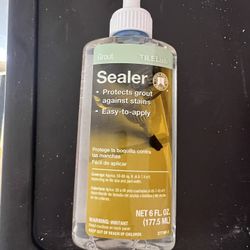 Grout
TILELab
Sealer
• Protects grout
against stains
• Easy-to-apply
Protege la boquilla contra
las manchas
Fácil de aplicar
WARNING: IRRITANT
KEEP OUT OF REACH OF CHILDREN.
NET 6 FL. OZ.
(177.5 ML)